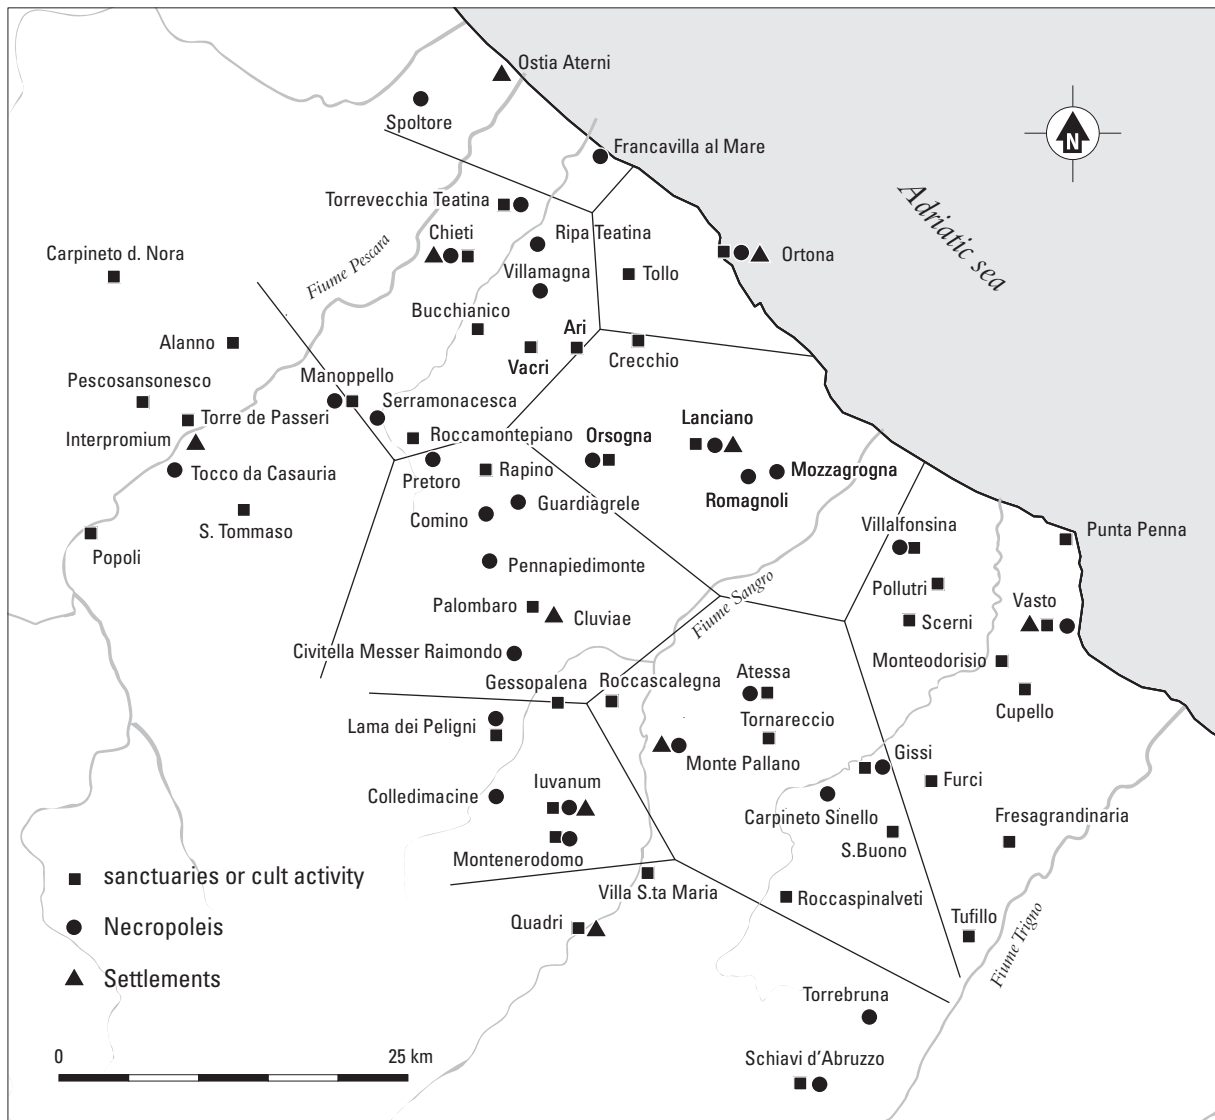 Ostia Aterni
Spoltore
Francavilla al Mare
N
Adriatic sea
Torrevecchia Teatina
Chieti
Ripa Teatina
Ortona
Carpineto d. Nora
Fiume Pescara
Villamagna
Tollo
Bucchianico
Ari
Alanno
Vacri
Crecchio
Pescosansonesco
Manoppello
Serramonacesca
Torre de Passeri
Lanciano
Interpromium
Roccamontepiano
Orsogna
Tocco da Casauria
Pretoro
Rapino
Mozzagrogna
Romagnoli
Guardiagrele
Comino
S. Tommaso
Villalfonsina
Punta Penna
Popoli
Pennapiedimonte
Pollutri
Fiume Sangro
Palombaro
Cluviae
Vasto
Scerni
Civitella Messer Raimondo
Monteodorisio
Gessopalena
Roccascalegna
Atessa
Cupello
Lama dei Peligni
Tornareccio
Monte Pallano
Gissi
Iuvanum
Furci
Colledimacine
Carpineto Sinello
Fresagrandinaria
S.Buono
Montenerodomo
sanctuaries or cult activity
Villa S.ta Maria
Roccaspinalveti
Necropoleis
Quadri
Tufillo
Fiume Trigno
Settlements
Torrebruna
0 25 km
Schiavi d'Abruzzo